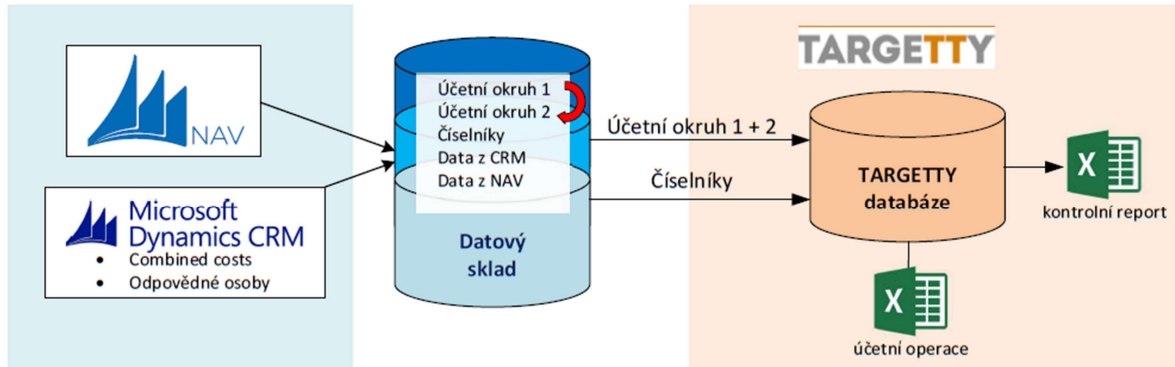 NAV
Microsoft
Dynamics CRM
• Combined costs
• Odpovědné osoby
Účetní okruh 1
Účetní okruh 2
Číselníky
Data z CRM
Data z NAV
Datový
sklad
Účetní okruh 1 + 2
Číselníky
TARGETTY
TARGETTY
databáze
X
kontrolní report
X
účetní operace